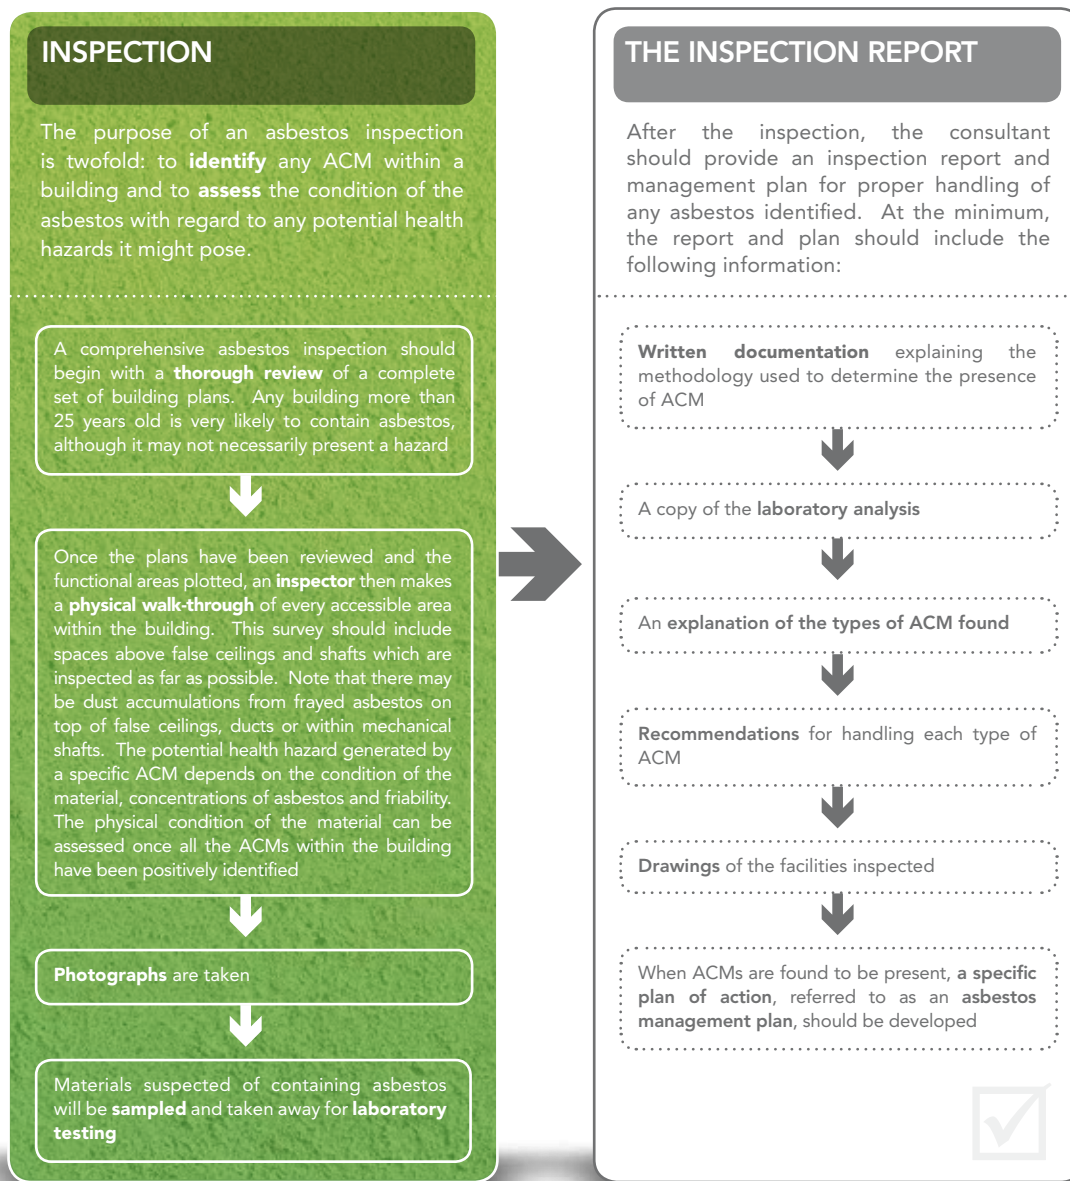 INSPECTION
The purpose of an asbestos inspection
is twofold: to identify any ACM within a
building and to assess the condition of the
asbestos with regard to any potential health
hazards it might pose.
A comprehensive asbestos inspection should
begin with a thorough review of a complete
set of building plans. Any building more than
25 years old is very likely to contain asbestos,
although it may not necessarily present a hazard
Once the plans have been reviewed and the
functional areas plotted, an inspector then makes
a physical walk-through of every accessible area
within the building. This survey should include
spaces above false ceilings and shafts which are
inspected as far as possible. Note that there may
be dust accumulations from frayed asbestos on
top of false ceilings, ducts or within mechanical
shafts. The potential health hazard generated by
a specific ACM depends on the condition of the
material, concentrations of asbestos and friability.
The physical condition of the material can be
assessed once all the ACMs within the building
have been positively identified
Photographs are taken
Materials suspected of containing asbestos
will be sampled and taken away for laboratory
testing
THE INSPECTION REPORT
After the inspection, the consultant
should provide an inspection report and
management plan for proper handling of
any asbestos identified. At the minimum,
the report and plan should include the
following information:
Written documentation explaining the
methodology used to determine the presence
of ACM
A copy of the laboratory analysis
An explanation of the types of ACM found
Recommendations for handling each type of
ACM
Drawings of the facilities inspected
When ACMs are found to be present, a specific
plan of action, referred to as an asbestos
management plan, should be developed